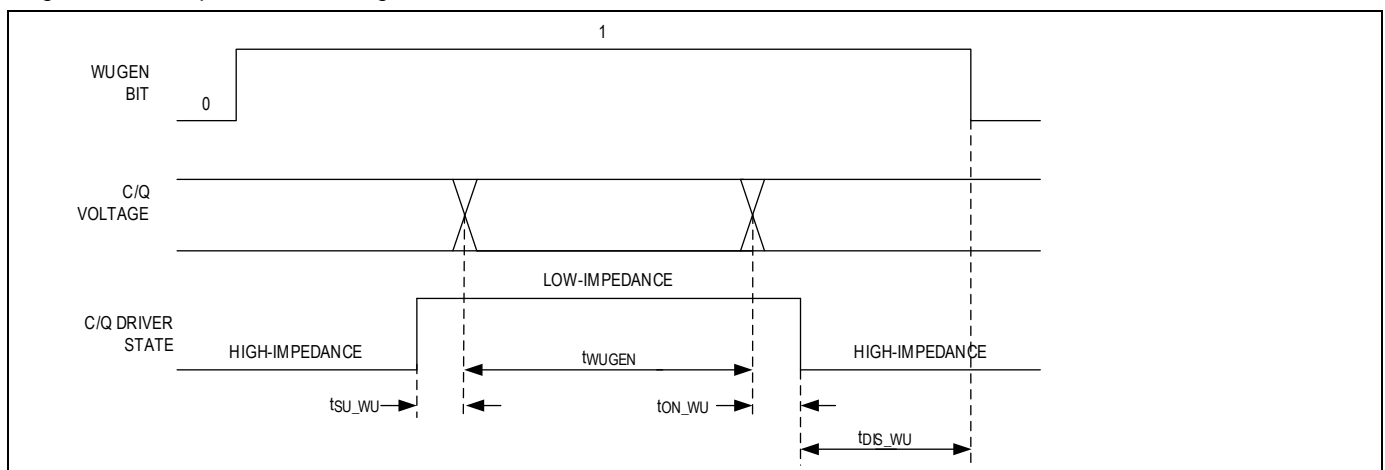 1
WUGEN
BIT
0
C/Q
VOLTAGE
LOW-IMPEDANCE
C/Q DRIVER
STATE
HIGH-IMPEDANCE
tWUGEN
HIGH-IMPEDANCE
tSU_WU
tON_WU
tDIS_WU